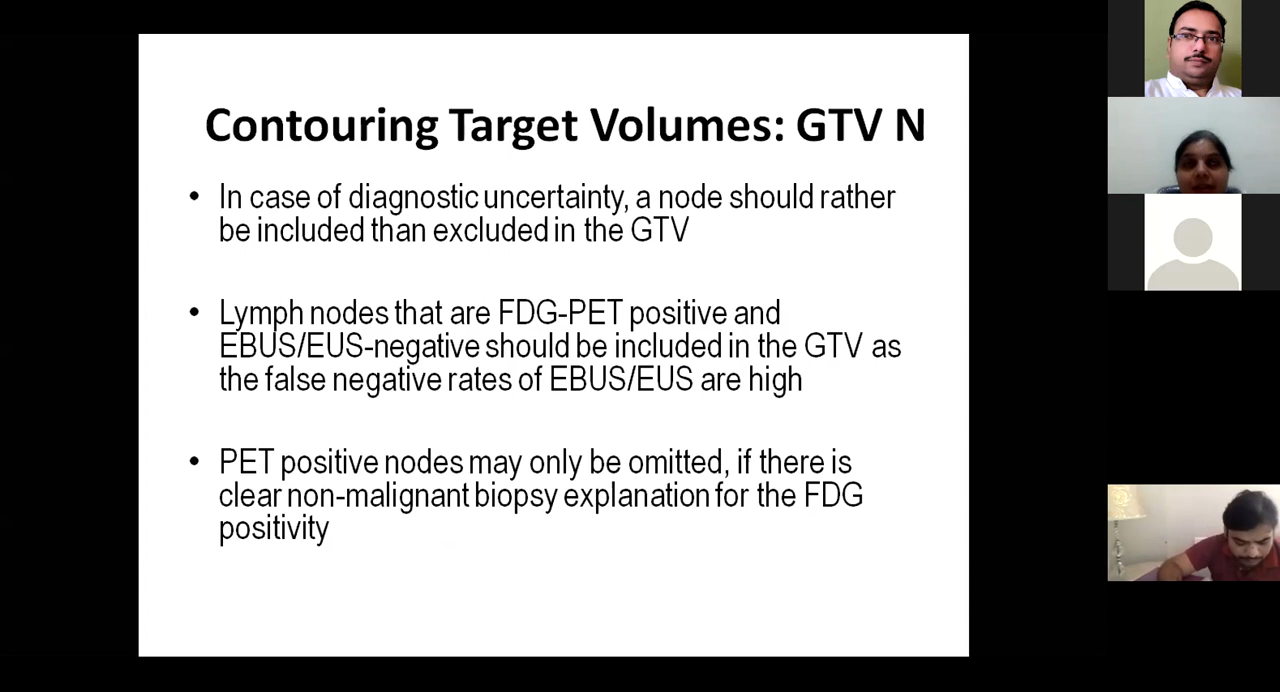 Contouring Target Volumes: GTV N
• In case of diagnostic uncertainty, a node should rather
be included than excluded in the GTV
• Lymph nodes that are FDG-PET positive and
EBUS/EUS-negative should be included in the GTV as
the false negative rates of EBUS/EUS are high
• PET positive nodes may only be omitted, if there is
clear non-malignant biopsy explanation for the FDG
positivity